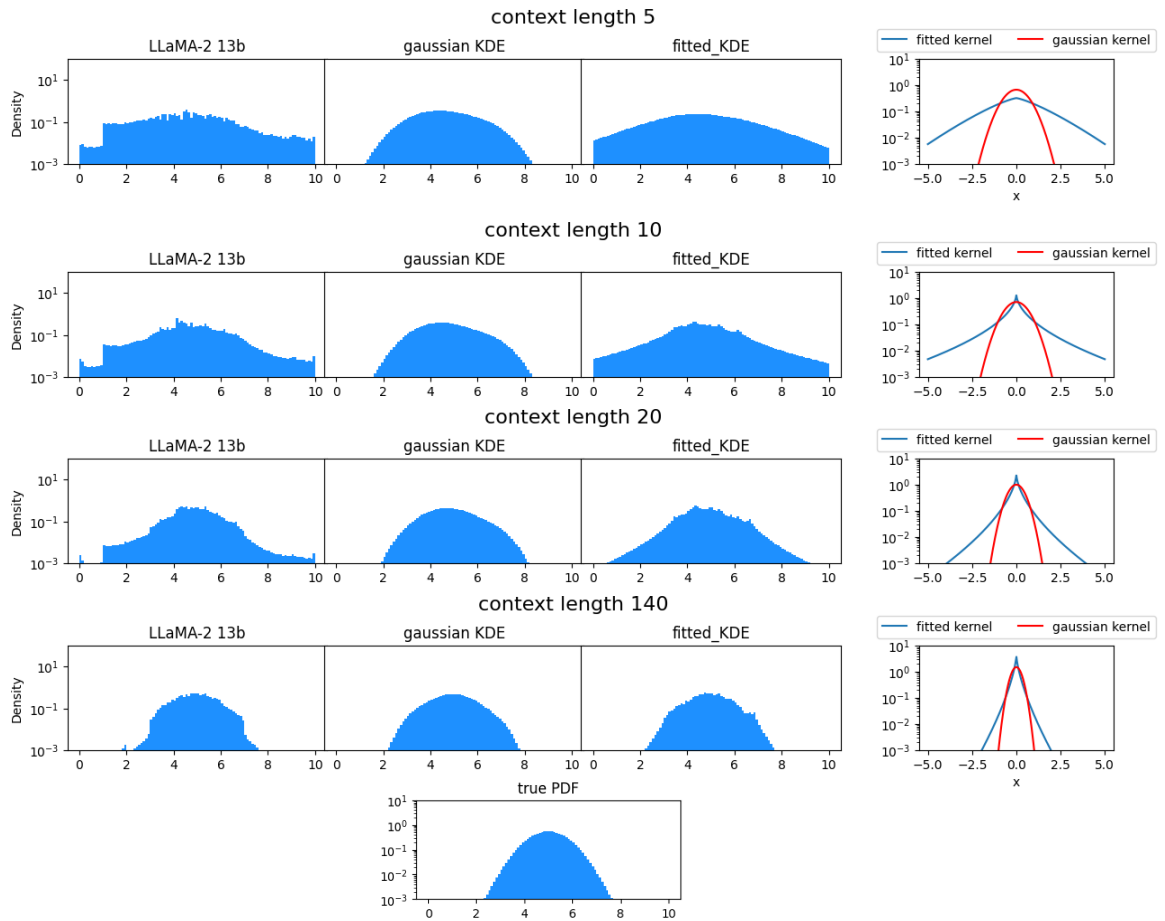 context length 5
LLaMA-2 13b gaussian KDE fitted_KDE fitted kernel gaussian kernel
Density
10^1
10^-1
10^-3
0 2 4 6 8 10 0 2 4 6 8 10 0 2 4 6 8 10
10^1
10^0
10^-1
10^-2
10^-3
-5.0 -2.5 0.0 2.5 5.0
x
context length 10
LLaMA-2 13b gaussian KDE fitted_KDE fitted kernel gaussian kernel
Density
10^1
10^-1
10^-3
0 2 4 6 8 10 0 2 4 6 8 10 0 2 4 6 8 10
10^1
10^0
10^-1
10^-2
10^-3
-5.0 -2.5 0.0 2.5 5.0
context length 20
LLaMA-2 13b gaussian KDE fitted_KDE fitted kernel gaussian kernel
Density
10^1
10^-1
10^-3
0 2 4 6 8 10 0 2 4 6 8 10 0 2 4 6 8 10
10^1
10^0
10^-1
10^-2
10^-3
-5.0 -2.5 0.0 2.5 5.0
context length 140
LLaMA-2 13b gaussian KDE fitted_KDE fitted kernel gaussian kernel
Density
10^1
10^-1
10^-3
0 2 4 6 8 10 0 2 4 6 8 10 0 2 4 6 8 10
10^1
10^0
10^-1
10^-2
10^-3
-5.0 -2.5 0.0 2.5 5.0
x
true PDF
10^1
10^0
10^-1
10^-2
10^-3
0 2 4 6 8 10